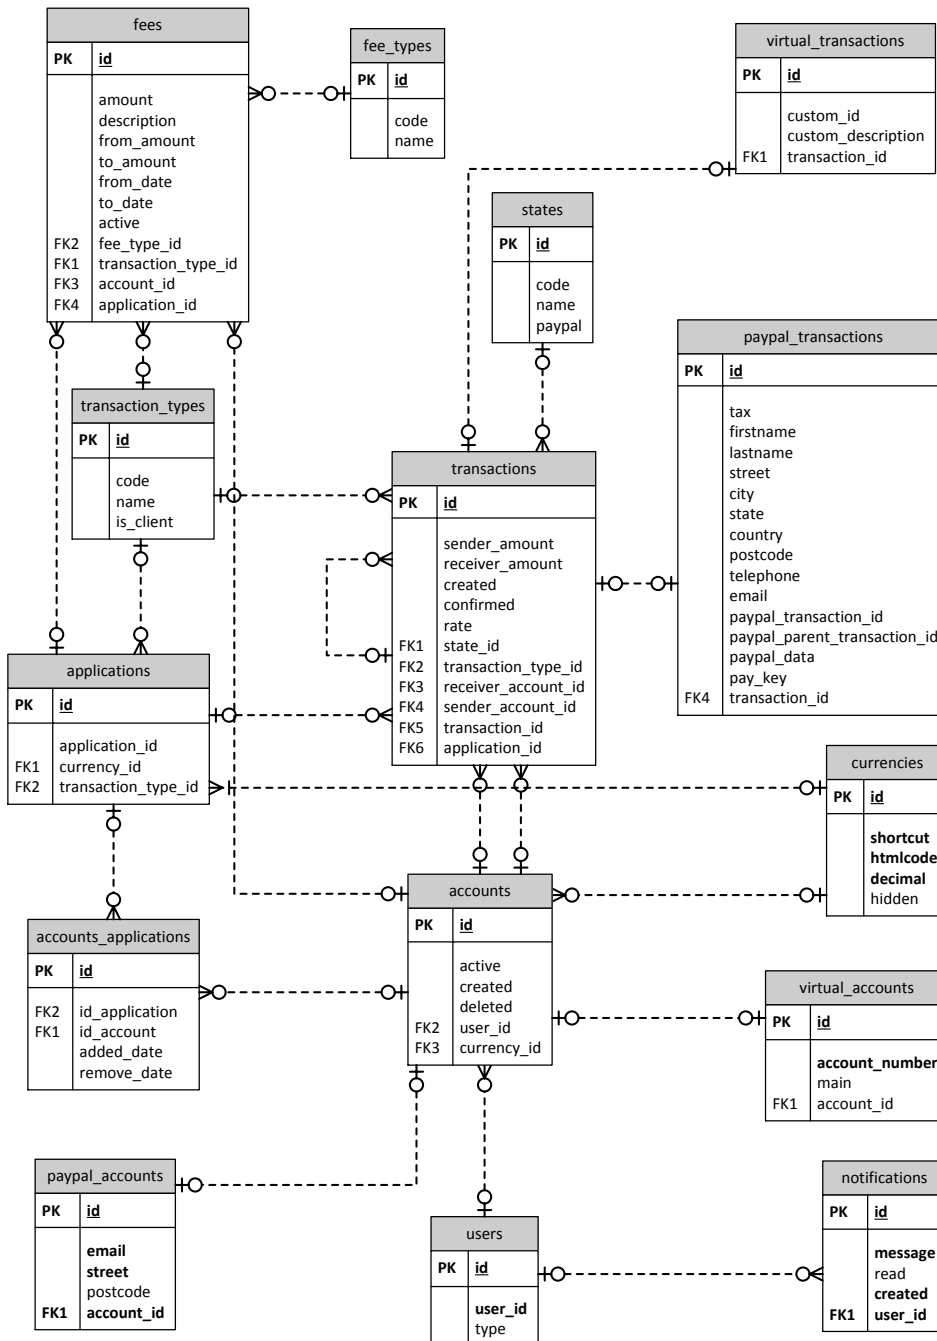 fees
PK id
amount
description
from_amount
to_amount
from_date
to_date
active
FK2 fee_type_id
FK1 transaction_type_id
FK3 account_id
FK4 application_id
fee_types
PK id
code
name
virtual_transactions
PK id
custom_id
custom_description
FK1 transaction_id
states
PK id
code
name
paypal
paypal_transactions
PK id
tax
firstname
lastname
street
city
state
country
postcode
telephone
email
paypal_transaction_id
paypal_parent_transaction_id
paypal_data
pay_key
FK4 transaction_id
transaction_types
PK id
code
name
is_client
transactions
PK id
sender_amount
receiver_amount
created
confirmed
rate
FK1 state_id
FK2 transaction_type_id
FK3 receiver_account_id
FK4 sender_account_id
FK5 transaction_id
FK6 application_id
applications
PK id
application_id
FK1 currency_id
FK2 transaction_type_id
currencies
PK id
shortcut
htmlcode
decimal
hidden
accounts
PK id
active
created
deleted
FK2 user_id
FK3 currency_id
accounts_applications
PK id
FK2 id_application
FK1 id_account
added_date
remove_date
virtual_accounts
PK id
account_number
main
FK1 account_id
paypal_accounts
PK id
email
street
postcode
FK1 account_id
users
PK id
user_id
type
notifications
PK id
message
read
created
FK1 user_id